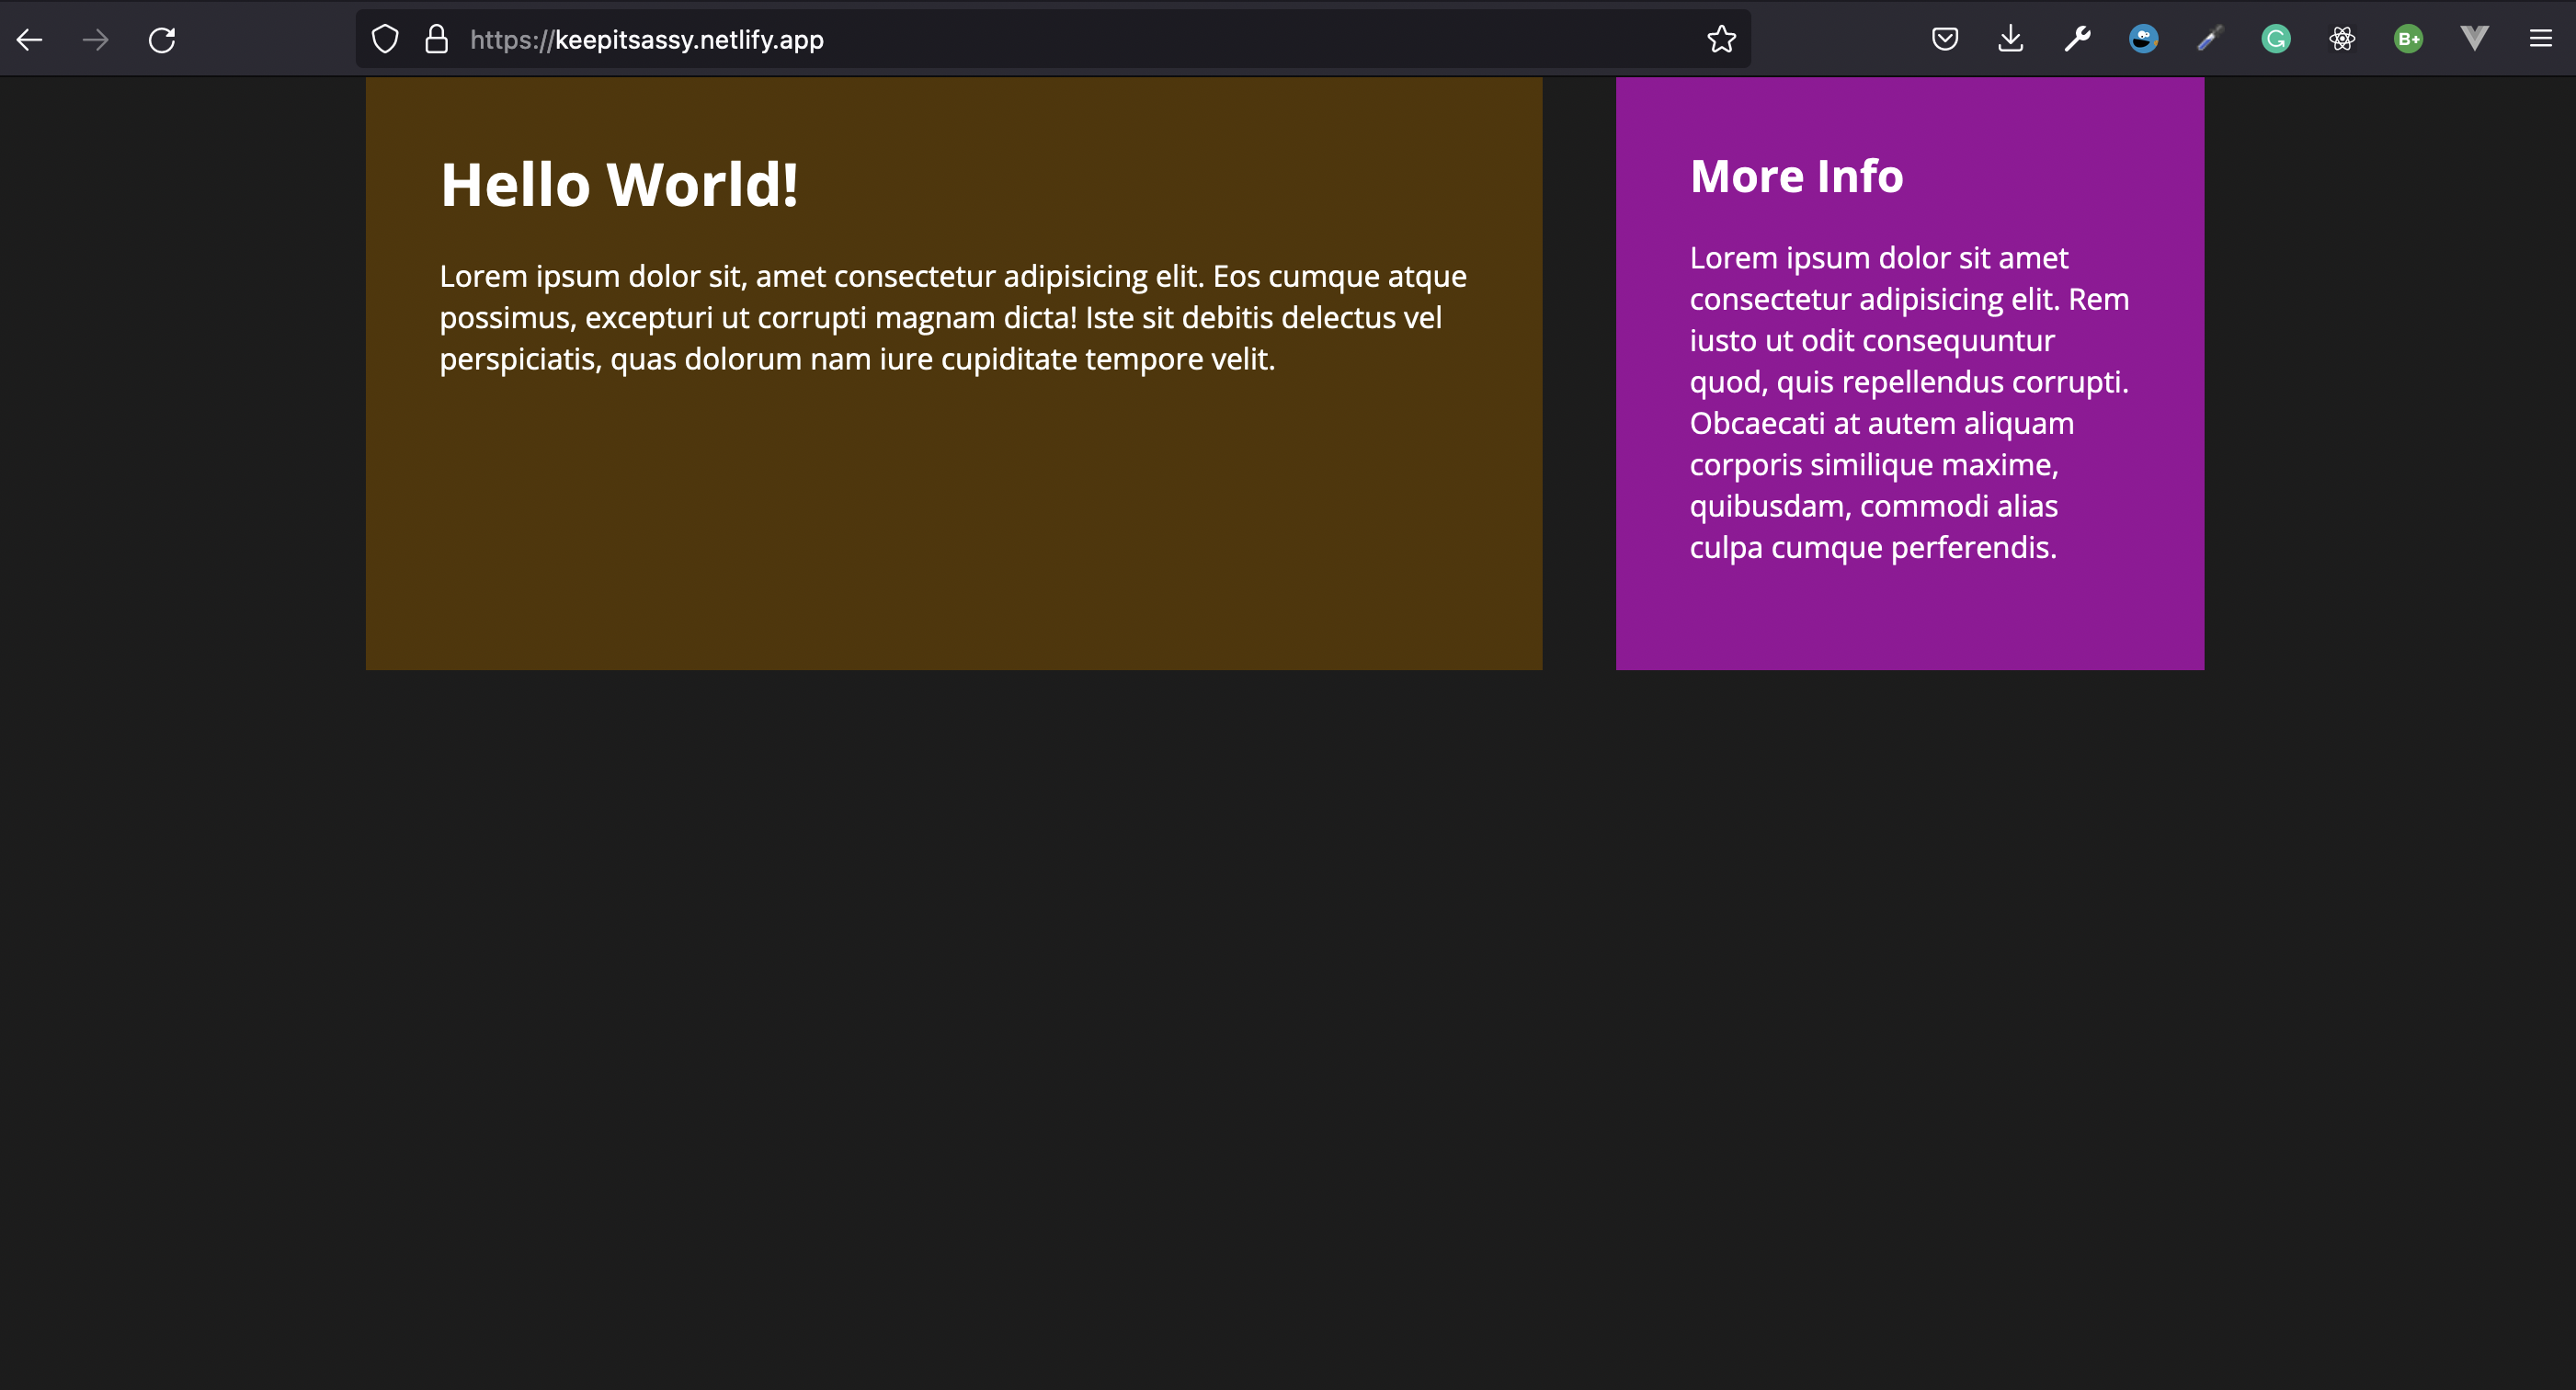 https://keepitsassy.netlify.app
G
B+
Hello World!
Lorem ipsum dolor sit, amet consectetur adipisicing elit. Eos cumque atque
possimus, excepturi ut corrupti magnam dicta! Iste sit debitis delectus vel
perspiciatis, quas dolorum nam iure cupiditate tempore velit.
More Info
Lorem ipsum dolor sit amet
consectetur adipisicing elit. Rem
iusto ut odit consequuntur
quod, quis repellendus corrupti.
Obcaecati at autem aliquam
corporis similique maxime,
quibusdam, commodi alias
culpa cumque perferendis.